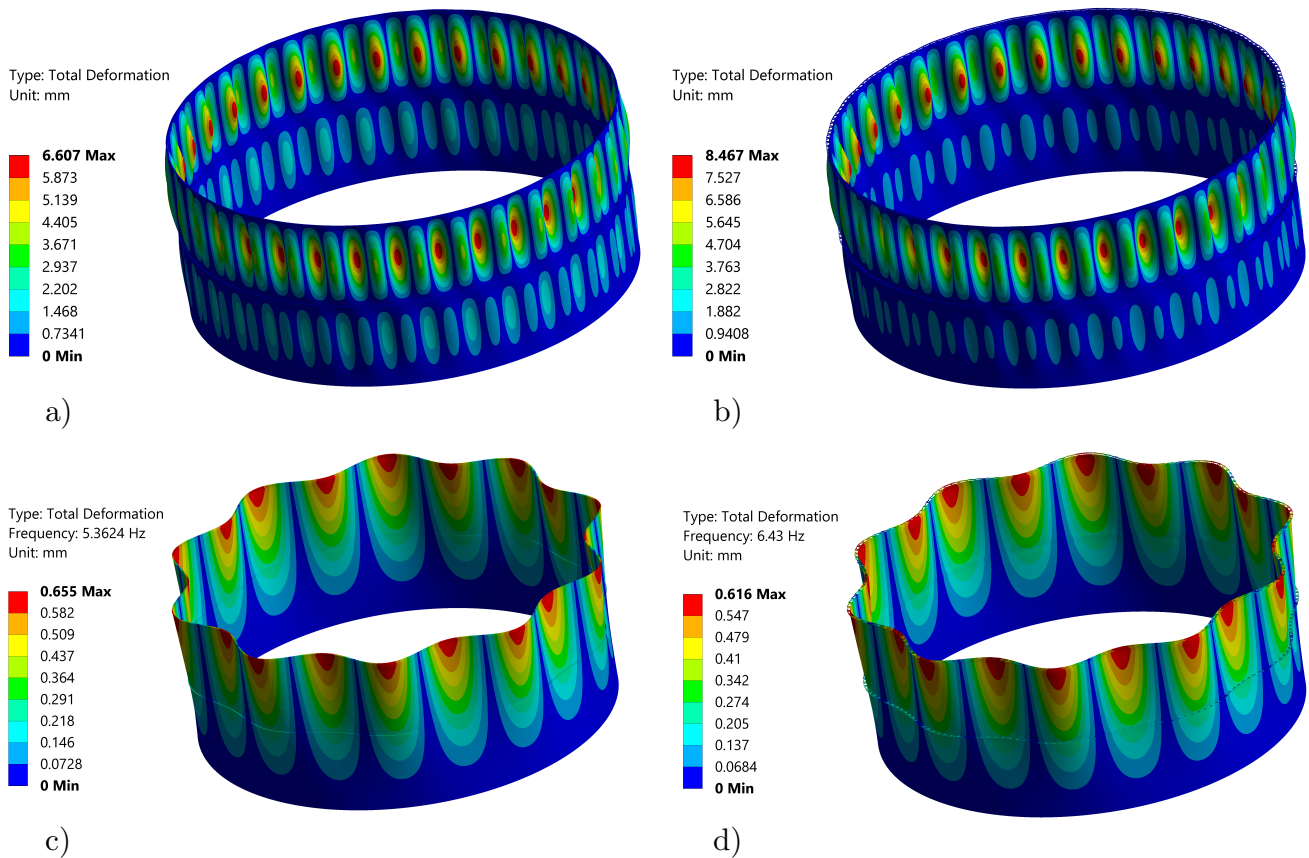 Type: Total Deformation
Unit: mm
6.607 Max
5.873
5.139
4.405
3.671
2.937
2.202
1.468
0.7341
0 Min
a)
Type: Total Deformation
Unit: mm
8.467 Max
7.527
6.586
5.645
4.704
3.763
2.822
1.882
0.9408
0 Min
b)
Type: Total Deformation
Frequency: 5.3624 Hz
Unit: mm
0.655 Max
0.582
0.509
0.437
0.364
0.291
0.218
0.146
0.0728
0 Min
c)
Type: Total Deformation
Frequency: 6.43 Hz
Unit: mm
0.616 Max
0.547
0.479
0.41
0.342
0.274
0.205
0.137
0.0684
0 Min
d)